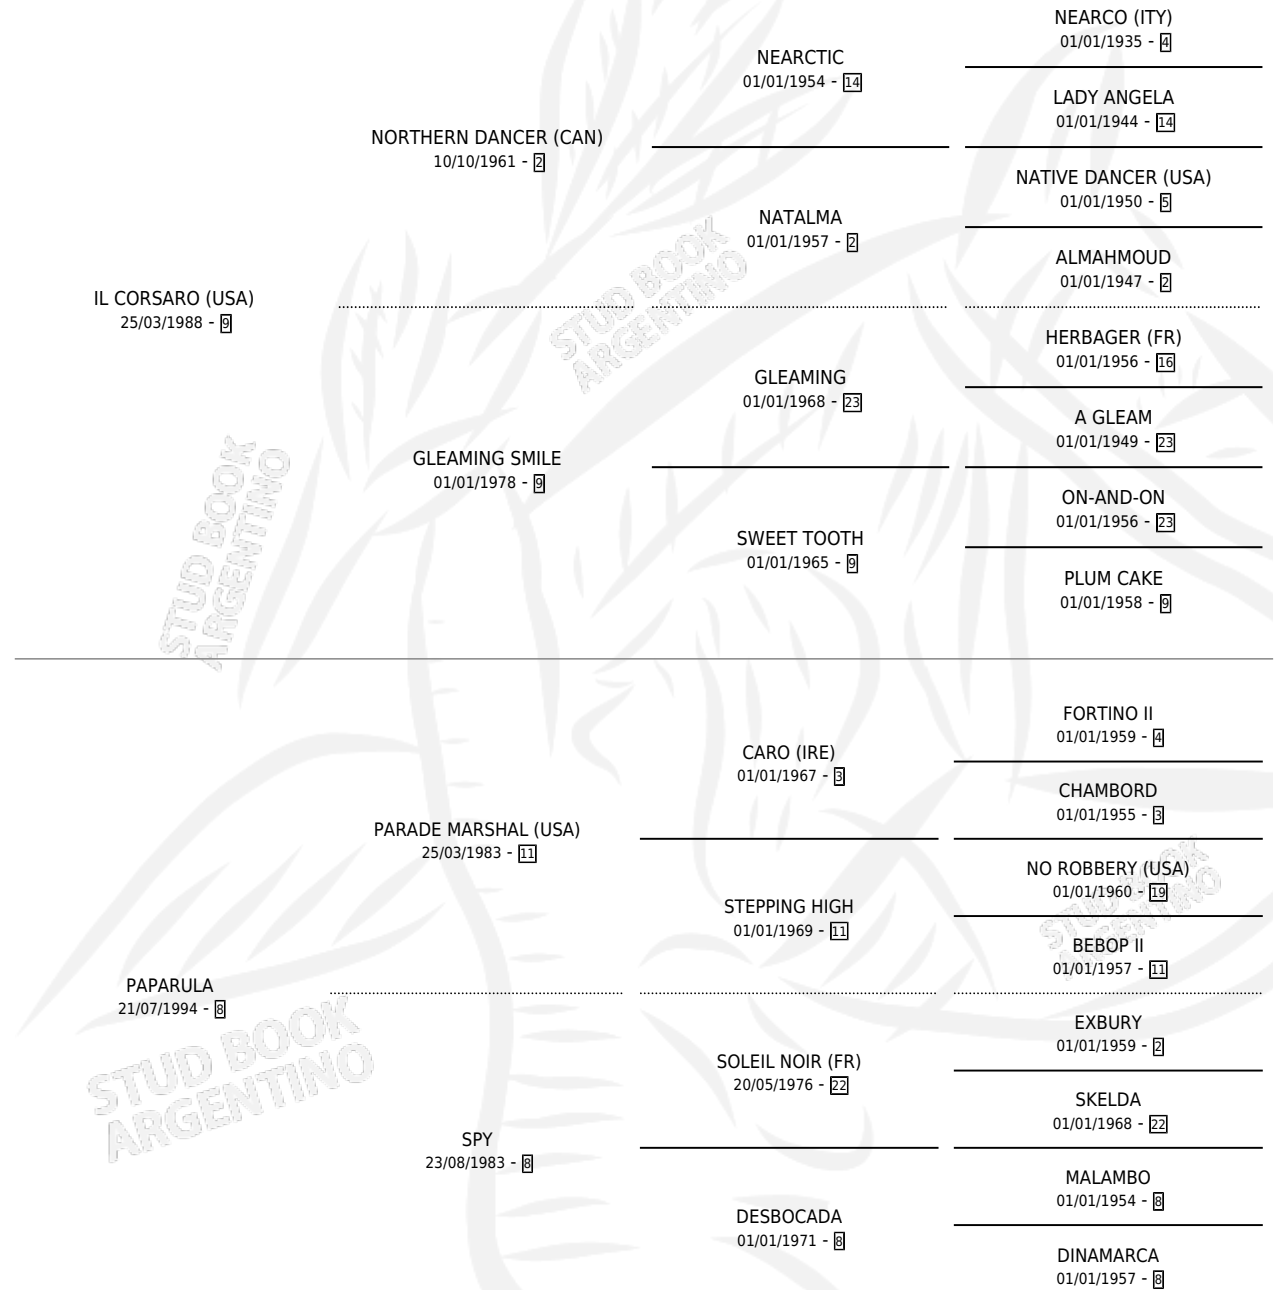 NEARCO (ITY)
01/01/1935 - 4
NEARCTIC
01/01/1954 - 14
LADY ANGELA
01/01/1944 - 14
NORTHERN DANCER (CAN)
10/10/1961 - 2
NATIVE DANCER (USA)
01/01/1950 - 5
NATALMA
01/01/1957 - 2
ALMAHMOUD
01/01/1947 - 2
IL CORSARO (USA)
25/03/1988 - 9
HERBAGER (FR)
01/01/1956 - 16
GLEAMING
01/01/1968 - 23
A GLEAM
01/01/1949 - 23
GLEAMING SMILE
01/01/1978 - 9
ON-AND-ON
01/01/1956 - 23
SWEET TOOTH
01/01/1965 - 9
PLUM CAKE
01/01/1958 - 9
FORTINO II
01/01/1959 - 4
CARO (IRE)
01/01/1967 - 3
CHAMBORD
01/01/1955 - 3
PARADE MARSHAL (USA)
25/03/1983 - 11
NO ROBBERY (USA)
01/01/1960 - 19
STEPPING HIGH
01/01/1969 - 11
BEBOP II
01/01/1957 - 11
PAPARULA
21/07/1994 - 8
EXBURY
01/01/1959 - 2
SOLEIL NOIR (FR)
20/05/1976 - 22
SKELDA
01/01/1968 - 22
SPY
23/08/1983 - 8
MALAMBO
01/01/1954 - 8
DESBOCADA
01/01/1971 - 8
DINAMARCA
01/01/1957 - 8
STUD BOOK
ARGENTINO
STUD BOOK
ARGENTINO
STUD BOOK
ARGENTINO
STUD BOOK
ARGENTINO